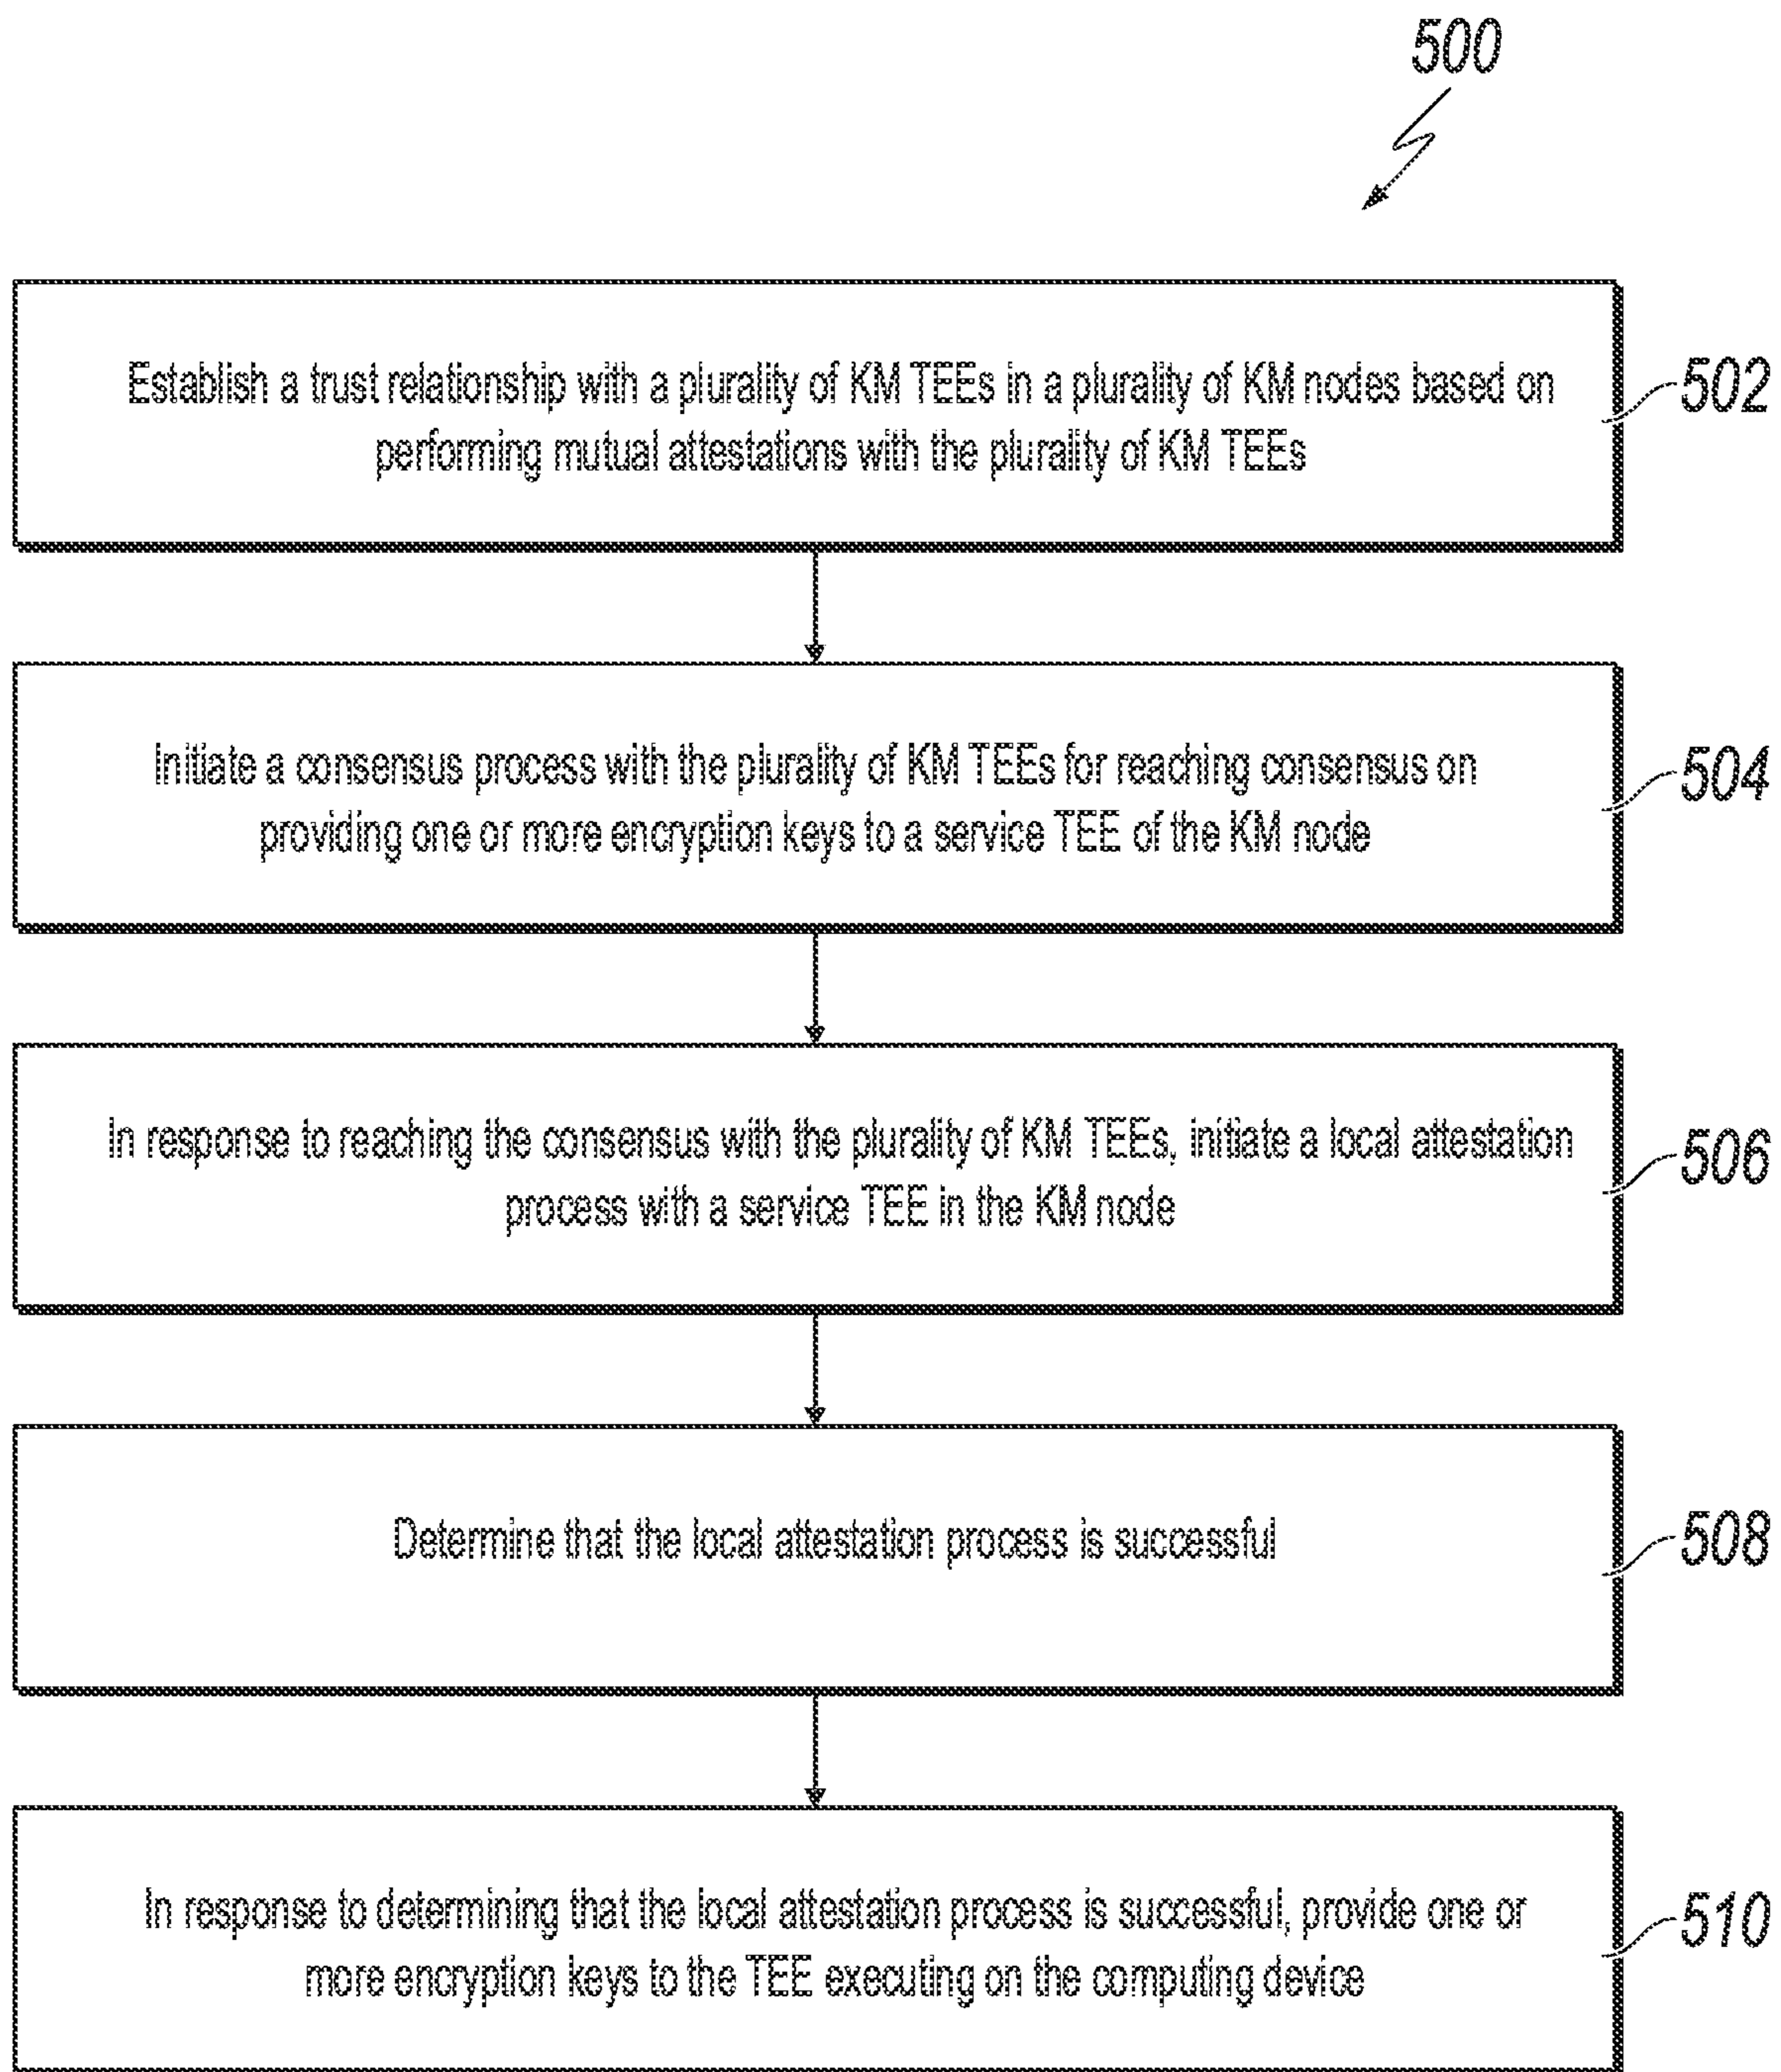 500
Establish a trust relationship with a plurality of KM TEEs in a plurality of KM nodes based on
performing mutual attestations with the plurality of KM TEEs
502
Initiate a consensus process with the plurality of KM TEEs for reaching consensus on
providing one or more encryption keys to a service TEE of the KM node
504
In response to reaching the consensus with the plurality of KM TEEs, initiate a local attestation
process with a service TEE in the KM node
506
Determine that the local attestation process is successful
508
In response to determining that the local attestation process is successful, provide one or
more encryption keys to the TEE executing on the computing device
510